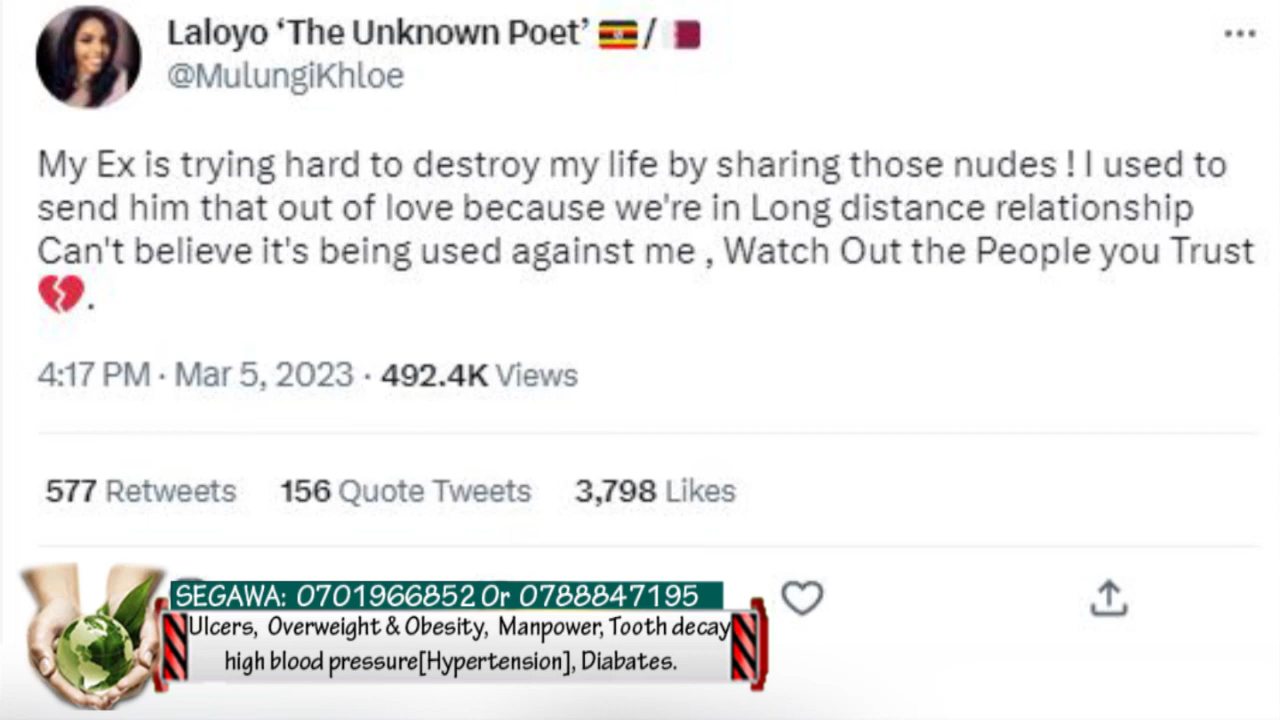 Laloyo ‘The Unknown Poet’ 🇺🇬/🇶🇦
@MulungiKhloe
My Ex is trying hard to destroy my life by sharing those nudes ! I used to
send him that out of love because we're in Long distance relationship
Can't believe it's being used against me , Watch Out the People you Trust
💔.
4:17 PM · Mar 5, 2023 · 492.4K Views
577 Retweets 156 Quote Tweets 3,798 Likes
SEGAWA: 0701966852 Or 0788847195
Ulcers, Overweight & Obesity, Manpower, Tooth decay
high blood pressure[Hypertension], Diabates.